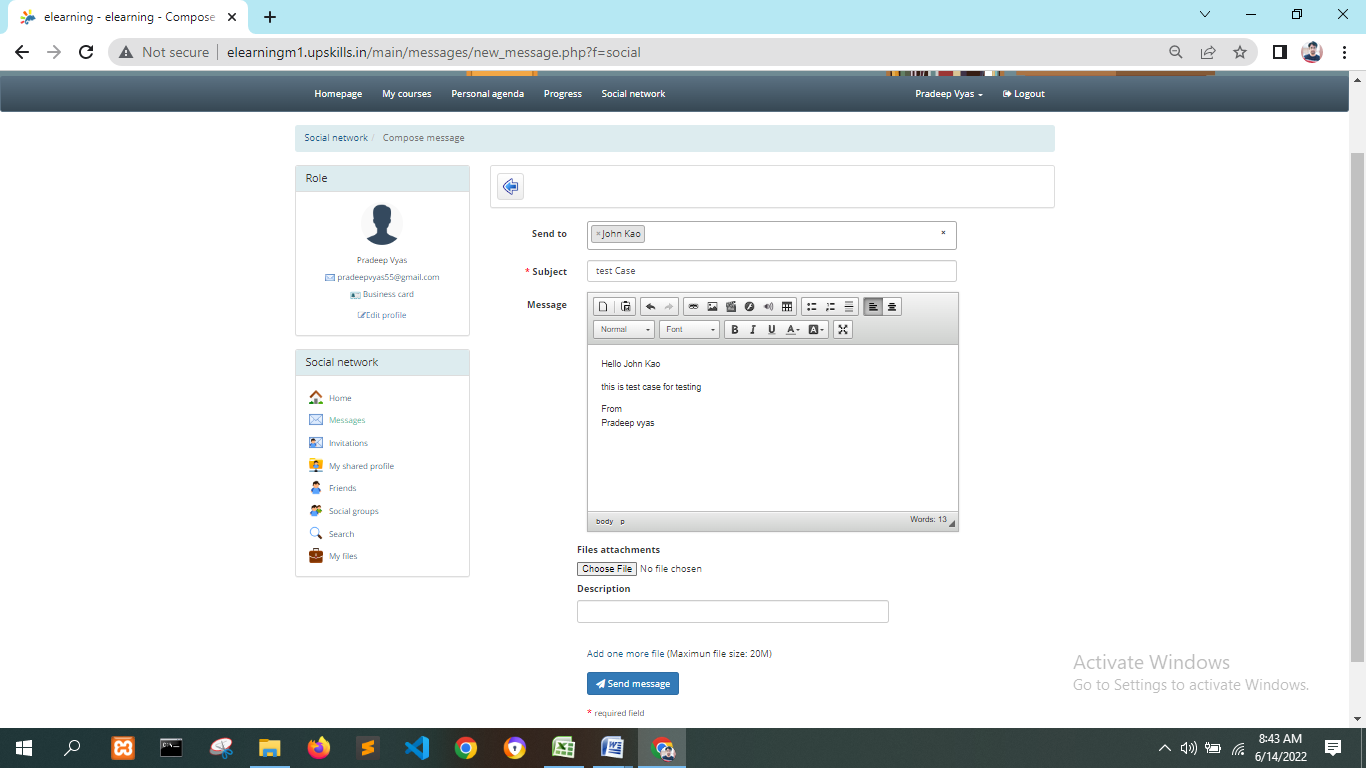 elearning - elearning - Compose
Not secure
elearningm1.upskills.in/main/messages/new_message.php?f=social
Homepage My courses Personal agenda Progress Social network Pradeep Vyas Logout
Social network / Compose message
Role
Pradeep Vyas
pradeepvyas55@gmail.com
Business card
Edit profile
Social network
Home
Messages
Invitations
My shared profile
Friends
Social groups
Search
My files
Send to
× John Kao ×
* Subject
test Case
Message
Normal Font B I U A A
Hello John Kao
this is test case for testing
From
Pradeep vyas
body p Words: 13
Files attachments
Choose File No file chosen
Description
Add one more file (Maximun file size: 20M)
Send message
* required field
Activate Windows
Go to Settings to activate Windows.
8:43 AM
6/14/2022